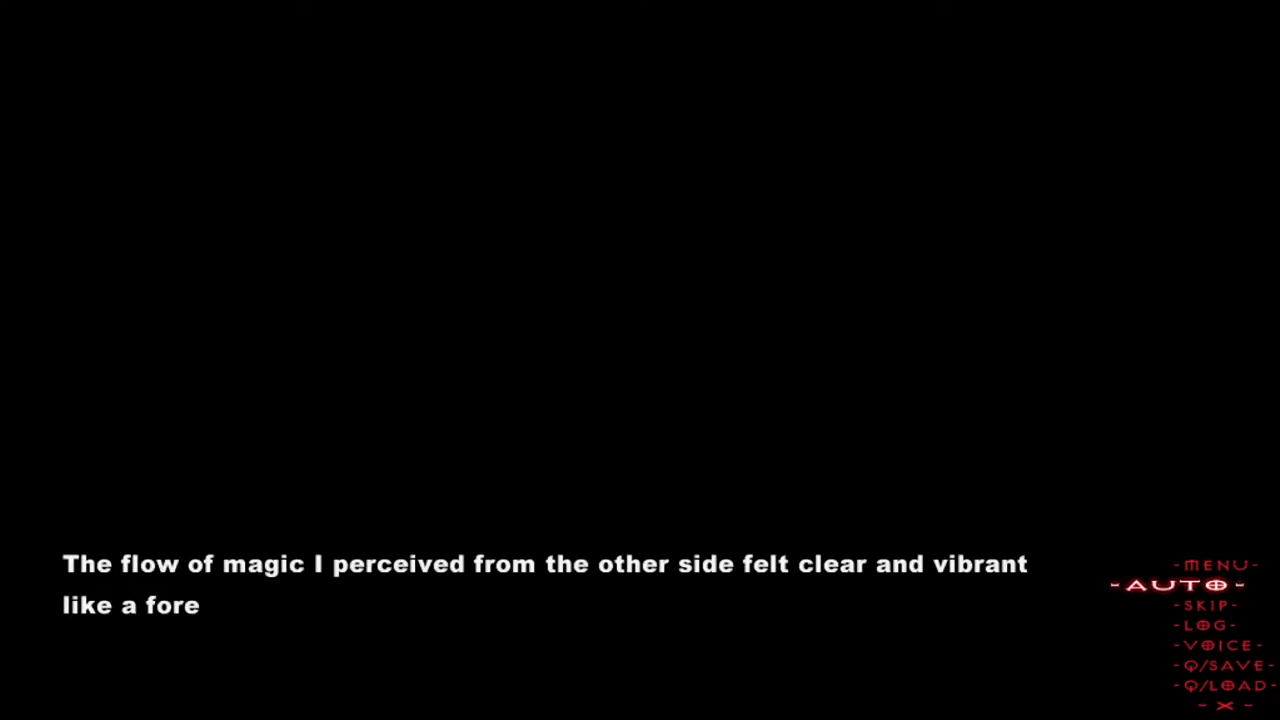 The flow of magic I perceived from the other side felt clear and vibrant
like a fore
-MENU-
-AUTO-
-SKIP-
-LOG-
-VOICE-
-Q/SAVE-
-Q/LOAD-
-X-